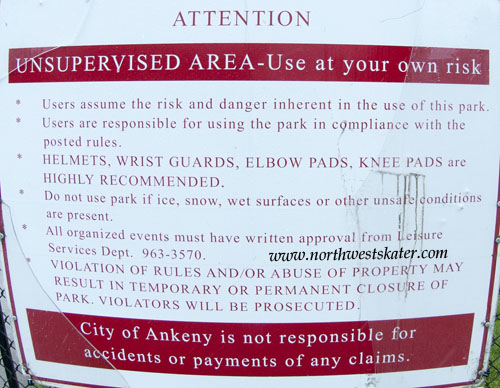 ATTENTION
UNSUPERVISED AREA-Use at your own risk
* Users assume the risk and danger inherent in the use of this park.
* Users are responsible for using the park in compliance with the
posted rules.
* HELMETS, WRIST GUARDS, ELBOW PADS, KNEE PADS are
HIGHLY RECOMMENDED.
* Do not use park if ice, snow, wet surfaces or other unsafe conditions
are present.
* All organized events must have written approval from Leisure
Services Dept. 963-3570.
www.northwestskater.com
* VIOLATION OF RULES AND/OR ABUSE OF PROPERTY MAY
RESULT IN TEMPORARY OR PERMANENT CLOSURE OF
PARK. VIOLATORS WILL BE PROSECUTED.
City of Ankeny is not responsible for
accidents or payments of any claims.